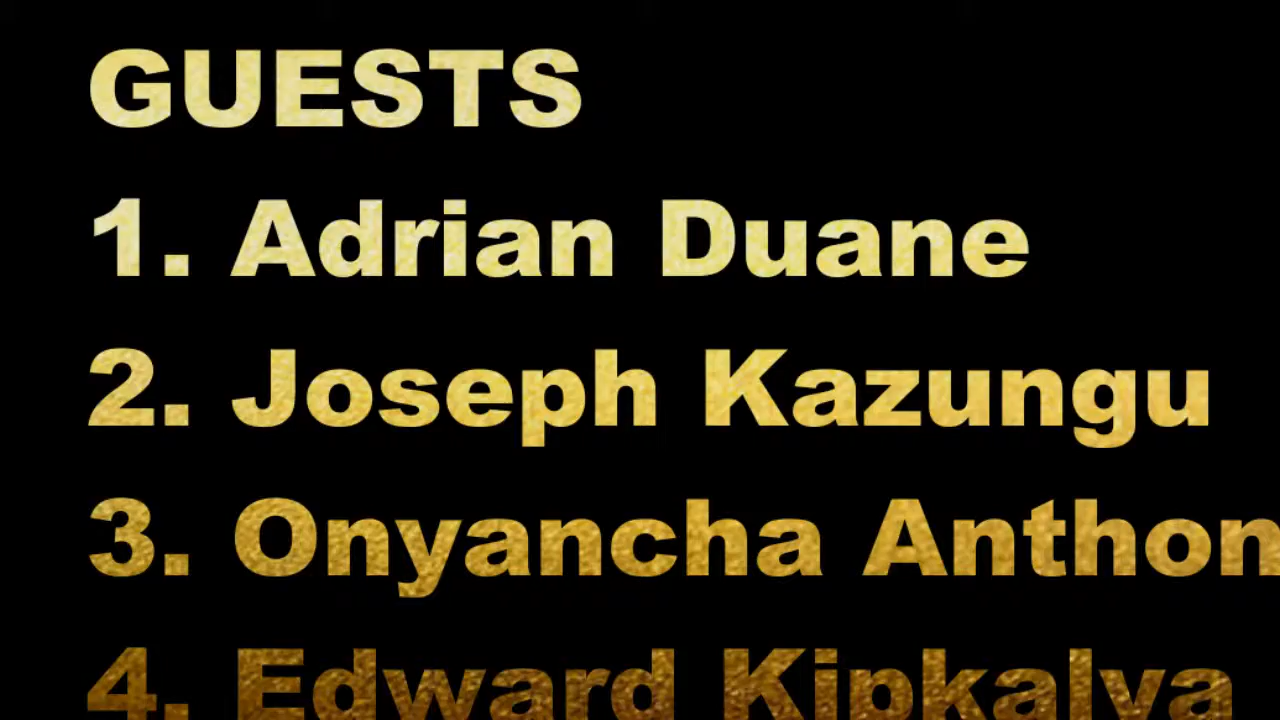 GUESTS
1. Adrian Duane
2. Joseph Kazungu
3. Onyancha Anthon
4. Edward Kipkalya